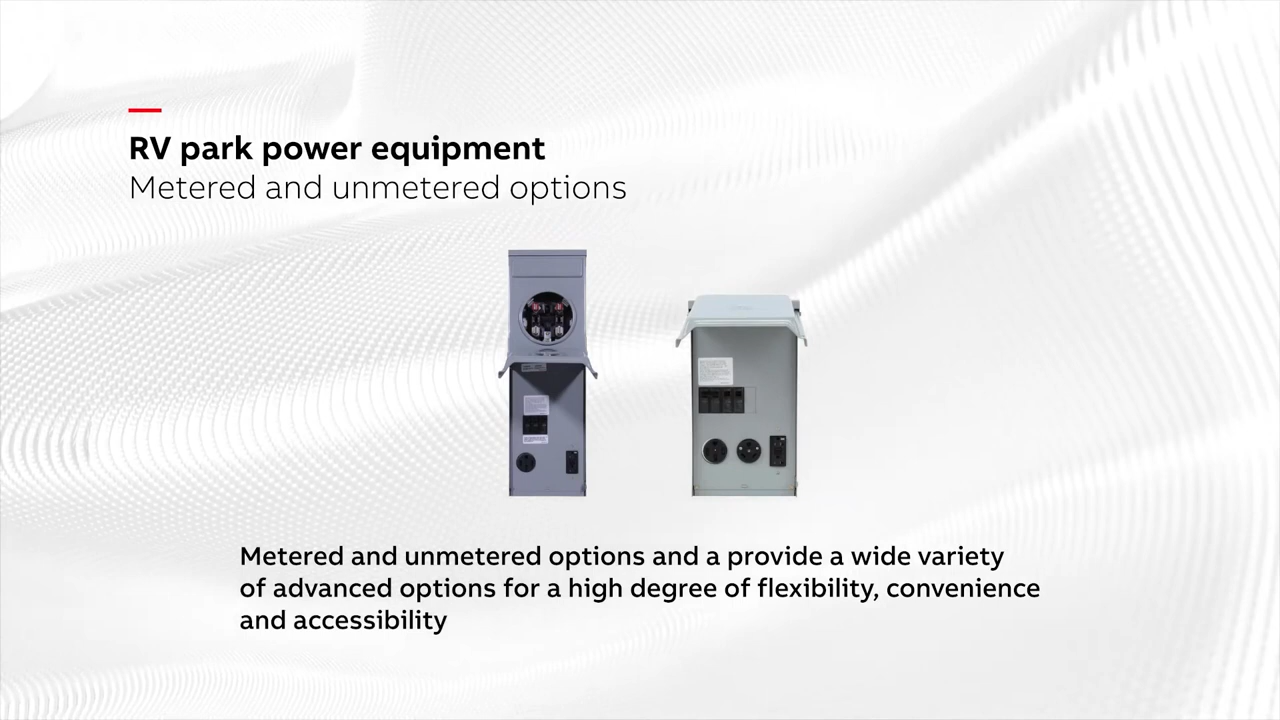 RV park power equipment
Metered and unmetered options
Metered and unmetered options and a provide a wide variety
of advanced options for a high degree of flexibility, convenience
and accessibility